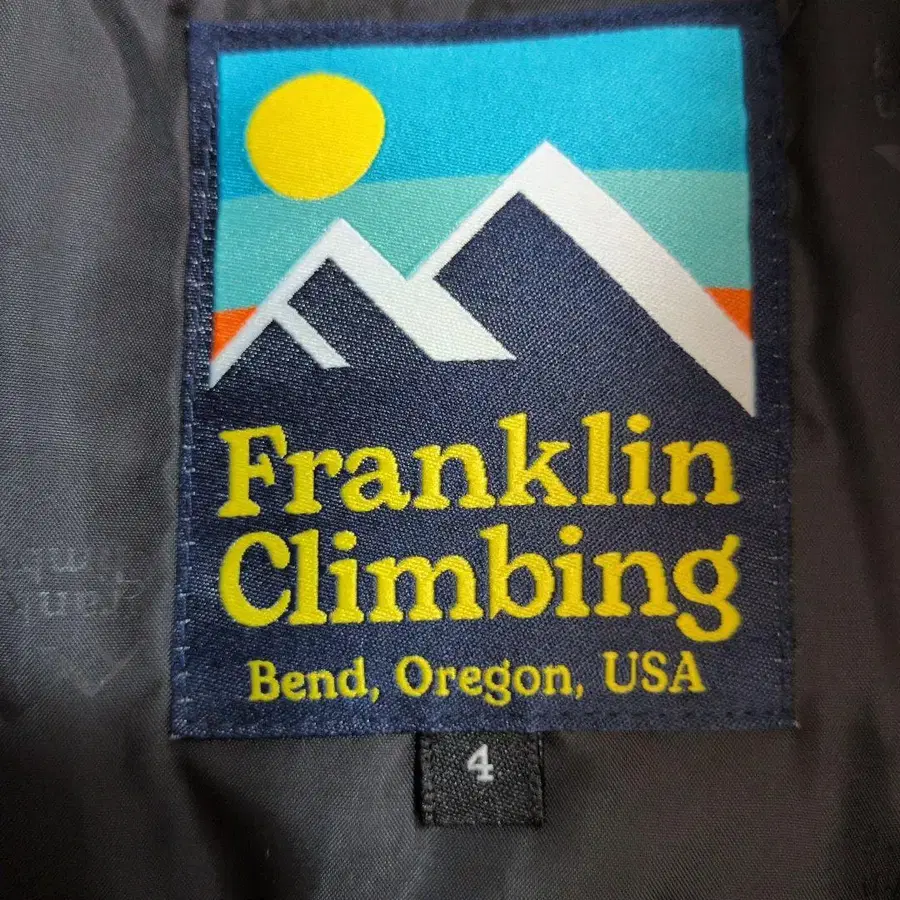 Franklin
Climbing
Bend, Oregon, USA
4